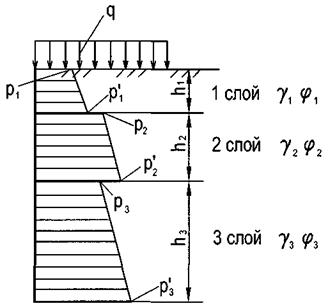 q
p₁
p'₁
h₁
1 слой γ₁ φ₁
p₂
h₂
2 слой γ₂ φ₂
p'₂
p₃
h₃
3 слой γ₃ φ₃
p'₃